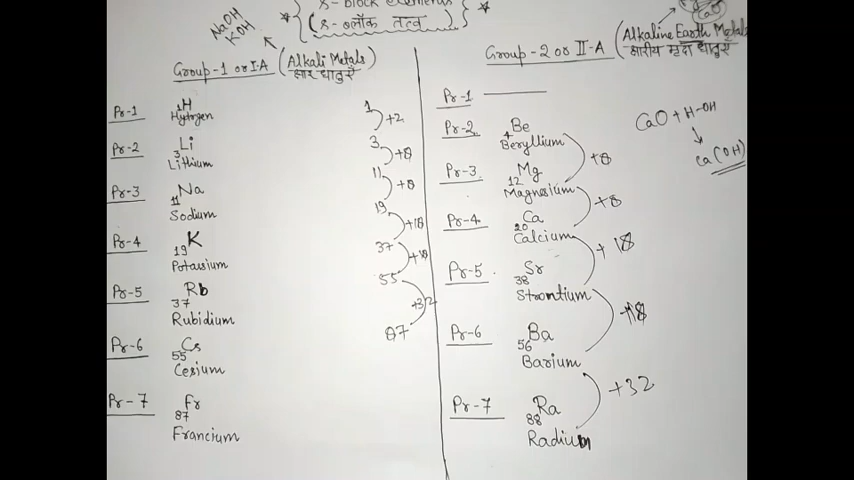 s-block elements
(s-ब्लॉक तत्व)
NaOH
KOH
CaO
Group-1 or I-A (Alkali Metals)
क्षार धातुएँ
Pr-1 1H
Hydrogen
Pr-2 3Li
Lithium
Pr-3 11Na
Sodium
Pr-4 19K
Potassium
Pr-5 37Rb
Rubidium
Pr-6 55Cs
Cesium
Pr-7 87Fr
Francium
1
+2
3
+8
11
+8
19
+18
37
+18
55
+32
87
Group-2 or II-A (Alkaline Earth Metals
क्षारीय मृदा धातुएँ
Pr-1
Pr-2 4Be
Beryllium
+8
Pr-3 12Mg
Magnesium
+8
Pr-4 20Ca
Calcium
+18
Pr-5 38Sr
Strontium
+18
Pr-6 56Ba
Barium
+32
Pr-7 88Ra
Radium
CaO + H-OH
Ca(OH)